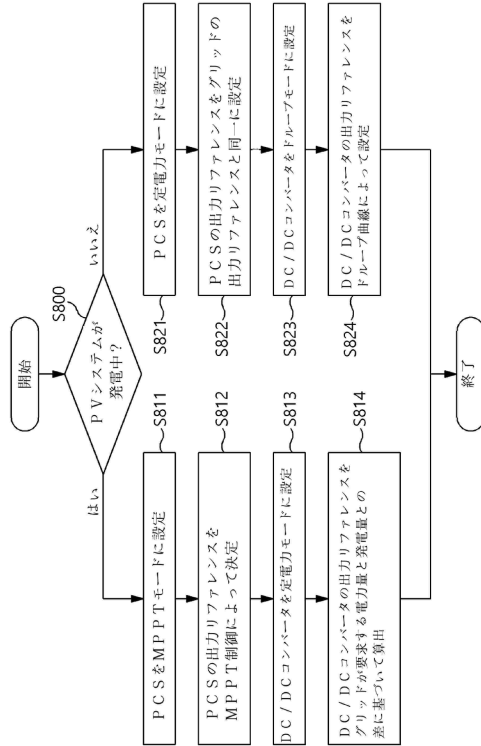 開始
S800
PVシステムが
発電中?
はい
いいえ
S811
PCSをMPPTモードに設定
S812
PCSの出力リファレンスを
MPPT制御によって決定
S813
DC/DCコンバータを定電力モードに設定
S814
DC/DCコンバータの出力リファレンスを
グリッドが要求する電力量と発電量との
差に基づいて算出
S821
PCSを定電力モードに設定
S822
PCSの出力リファレンスをグリッドの
出力リファレンスと同一に設定
S823
DC/DCコンバータをドループモードに設定
S824
DC/DCコンバータの出力リファレンスを
ドループ曲線によって設定
終了